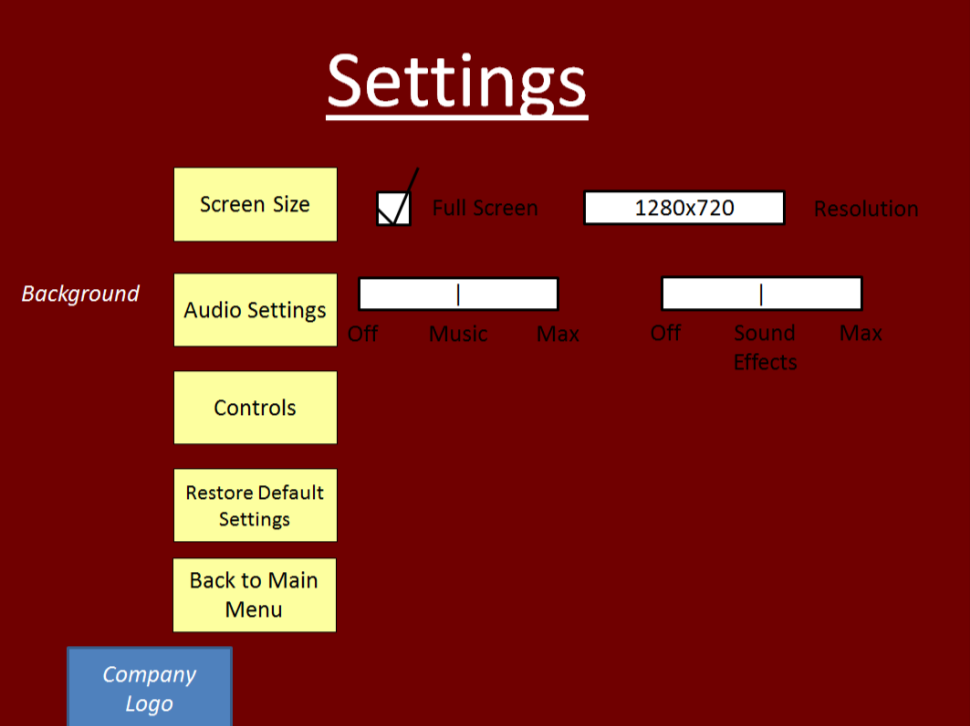 Settings
Screen Size
Full Screen
1280x720
Resolution
Background
Audio Settings
Off Music Max
Off Sound Max
Effects
Controls
Restore Default
Settings
Back to Main
Menu
Company
Logo